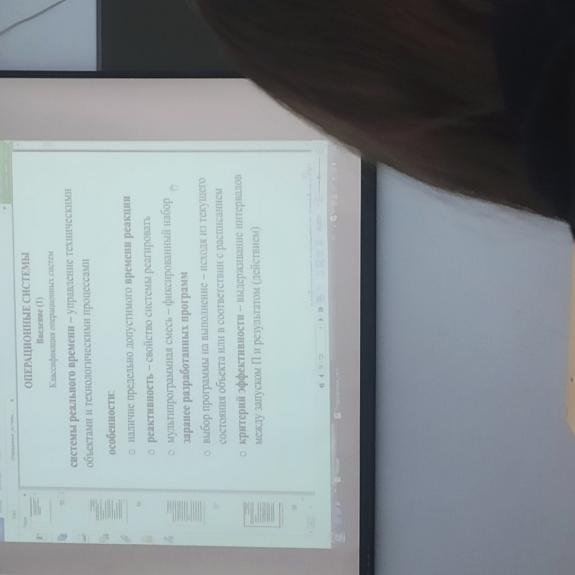 ОПЕРАЦИОННЫЕ СИСТЕМЫ
Введение (1)
Классификация операционных систем
системы реального времени – управление техническими
объектами и технологическими процессами
особенности:
○ наличие предельно допустимого времени реакции
○ реактивность – свойство системы реагировать
○ мультипрограммная смесь – фиксированный набор
заранее разработанных программ
○ выбор программы на выполнение – исходя из текущего
состояния объекта или в соответствии с расписанием
○ критерий эффективности – выдерживание интервалов
между запуском П и результатом (действием)